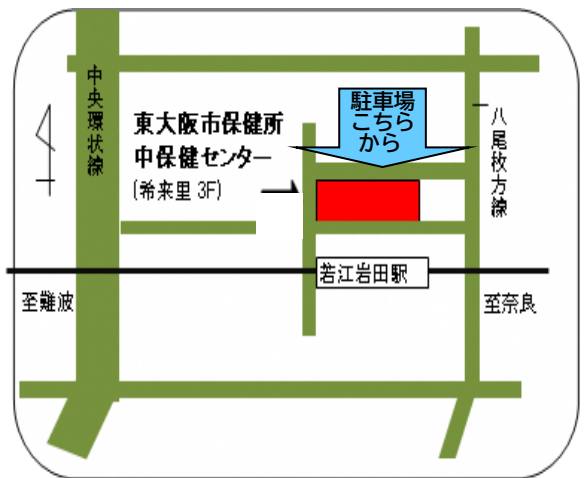 中央環状線
東大阪市保健所
中保健センター
(希来里 3F)
駐車場
こちら
から
八尾枚方線
若江岩田駅
至難波
至奈良